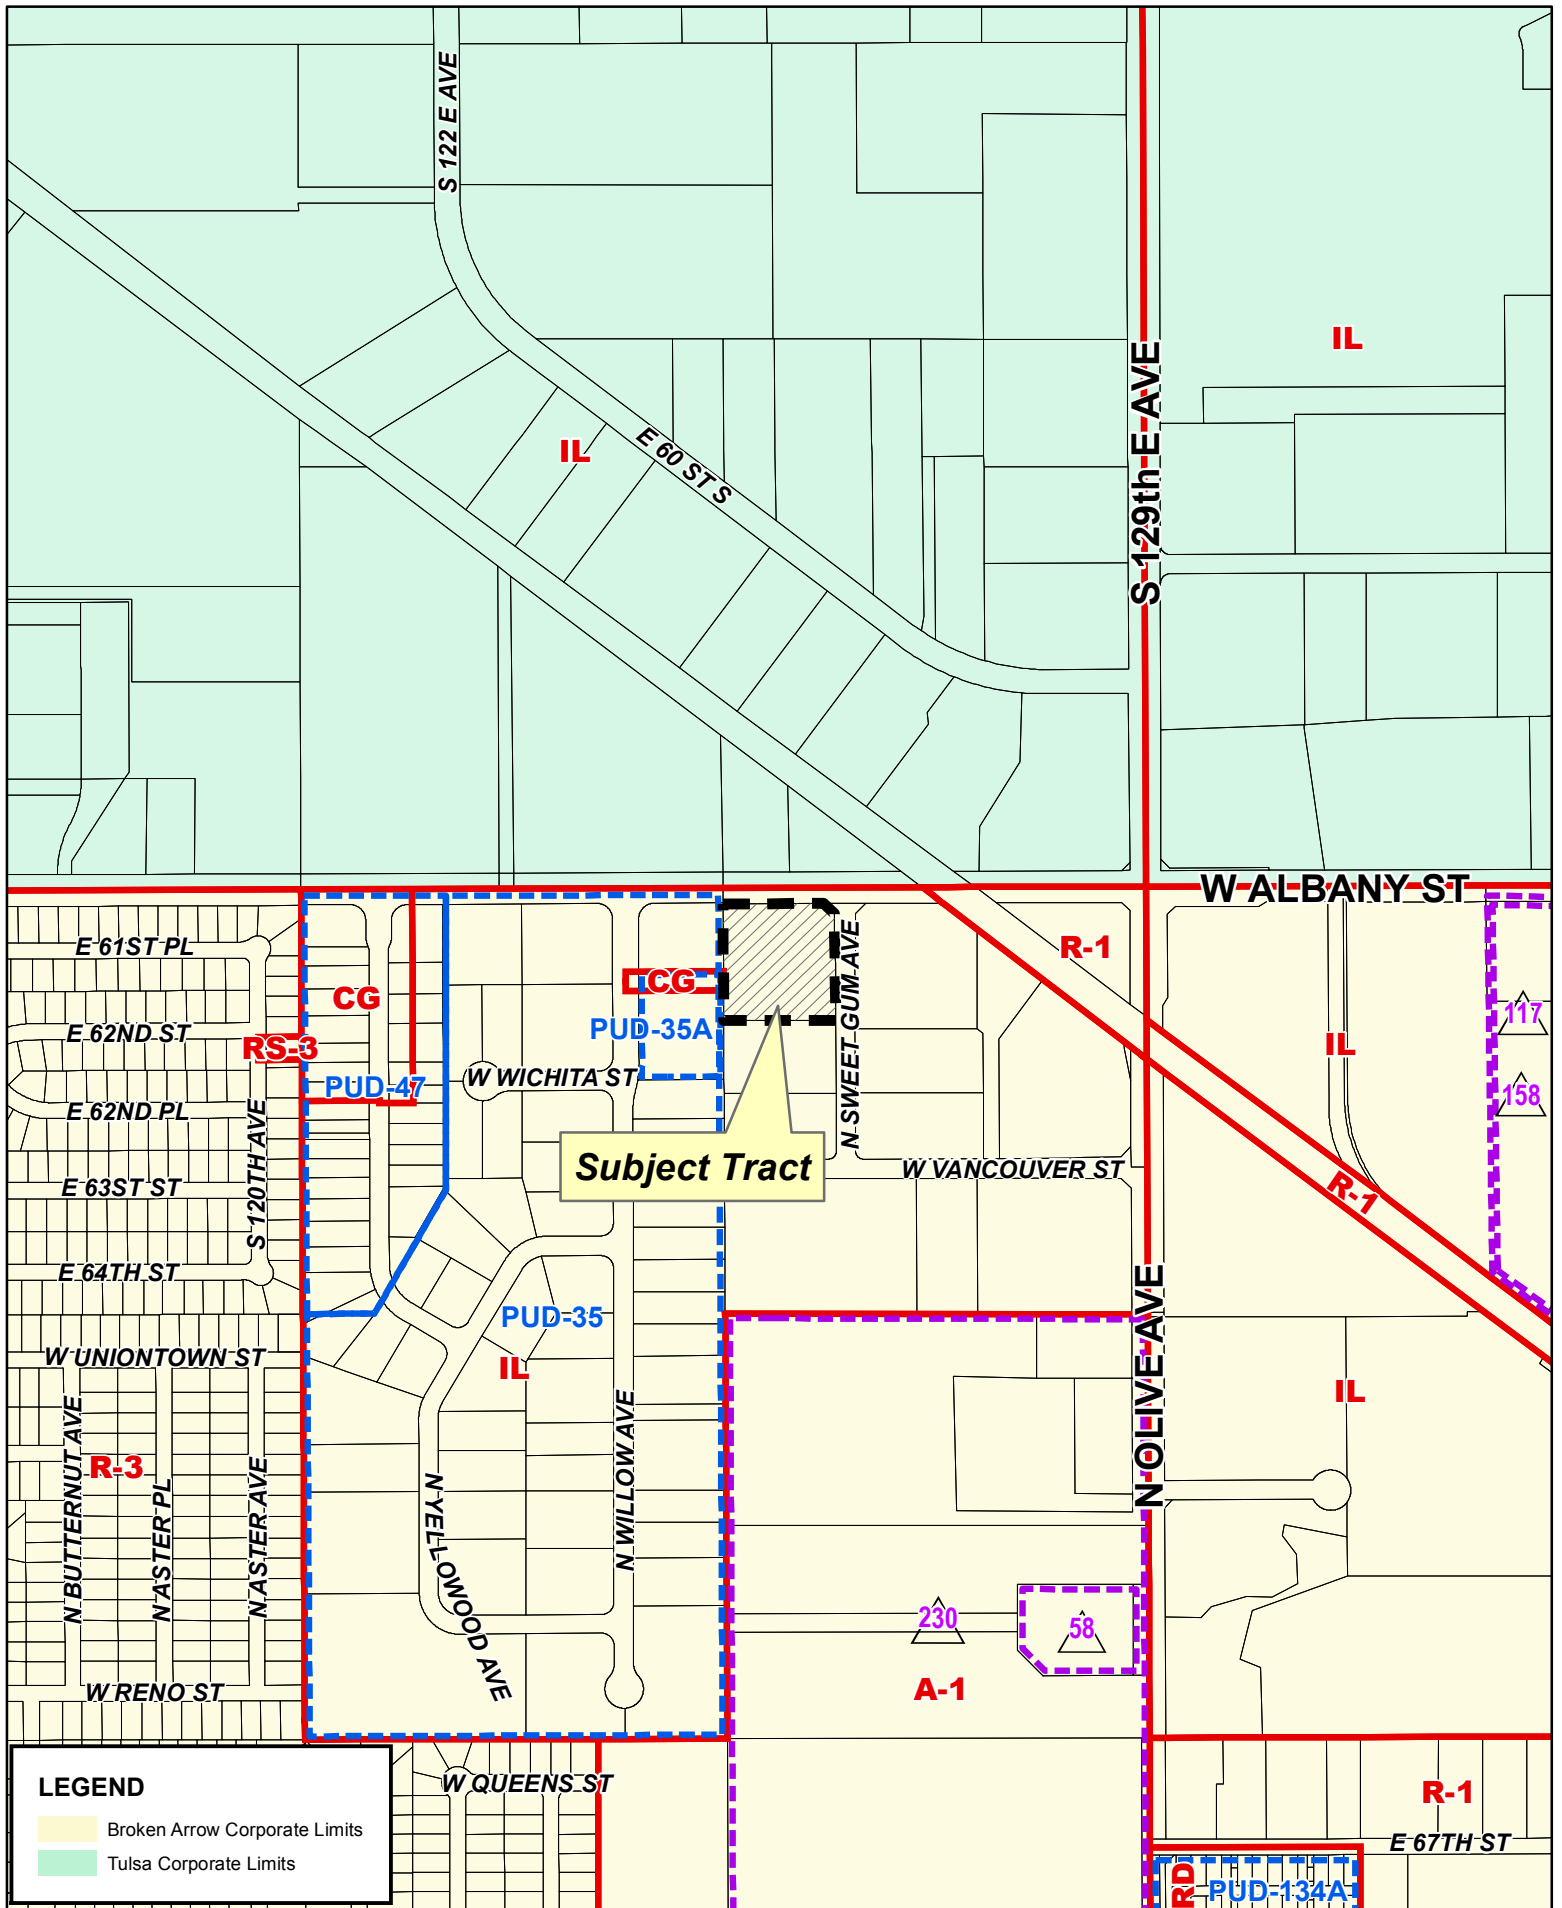 S 122 E AVE
IL
S 129th E AVE
IL
E 60 ST S
W ALBANY ST
E 61ST PL
CG
CG
N SWEET GUM AVE
R-1
117
E 62ND ST
RS-3
PUD-35A
IL
PUD-47
W WICHITA ST
158
E 62ND PL
S 120TH AVE
Subject Tract
W VANCOUVER ST
E 63ST ST
R-1
E 64TH ST
PUD-35
N OLIVE AVE
W UNIONTOWN ST
IL
IL
N BUTTERNUT AVE
R-3
N ASTER PL
N ASTER AVE
N YELLOWOOD AVE
N WILLOW AVE
230
58
A-1
W RENO ST
LEGEND
Broken Arrow Corporate Limits
Tulsa Corporate Limits
W QUEENS ST
R-1
E 67TH ST
RD
PUD-134A